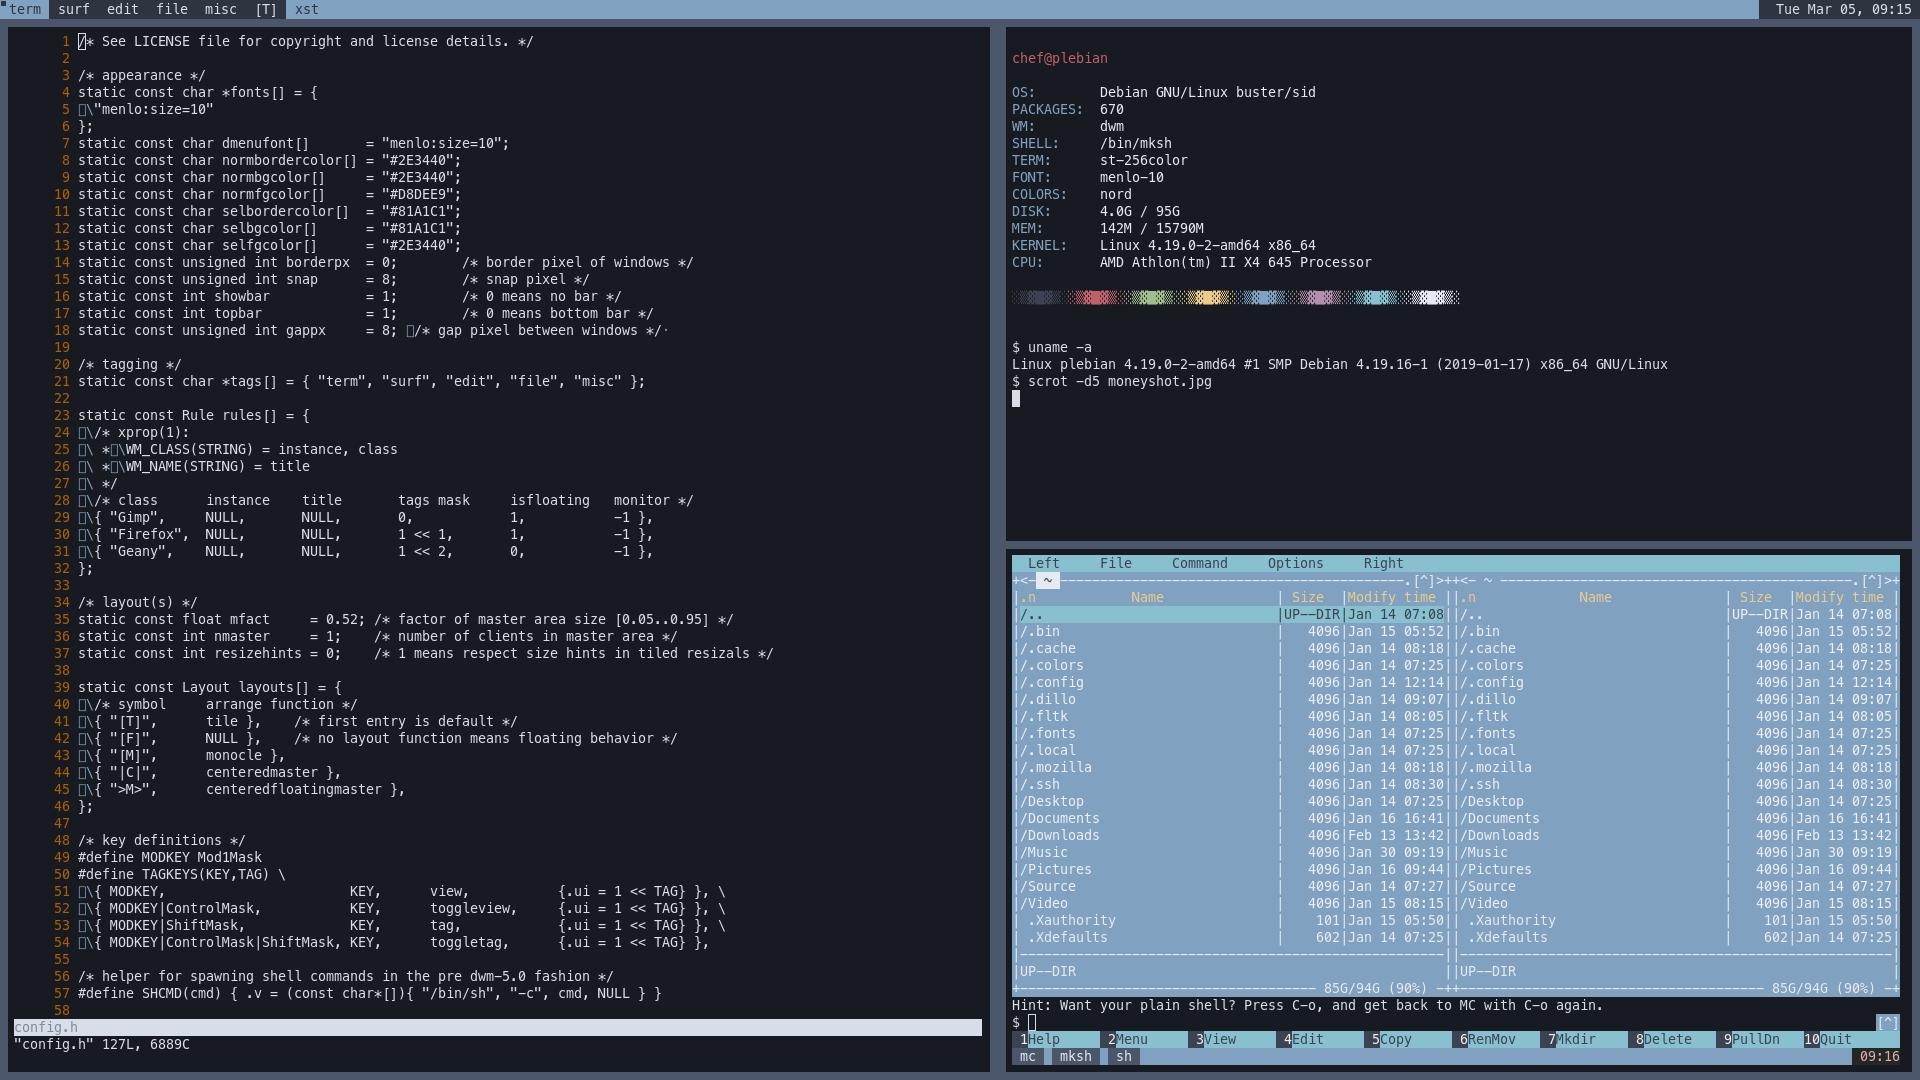 term surf edit file misc [T] xst Tue Mar 05, 09:15
1 /* See LICENSE file for copyright and license details. */
2
3 /* appearance */
4 static const char *fonts[] = {
5 \"menlo:size=10"
6 };
7 static const char dmenufont[] = "menlo:size=10";
8 static const char normbordercolor[] = "#2E3440";
9 static const char normbgcolor[] = "#2E3440";
10 static const char normfgcolor[] = "#D8DEE9";
11 static const char selbordercolor[] = "#81A1C1";
12 static const char selbgcolor[] = "#81A1C1";
13 static const char selfgcolor[] = "#2E3440";
14 static const unsigned int borderpx = 0; /* border pixel of windows */
15 static const unsigned int snap = 8; /* snap pixel */
16 static const int showbar = 1; /* 0 means no bar */
17 static const int topbar = 1; /* 0 means bottom bar */
18 static const unsigned int gappx = 8; /* gap pixel between windows */·
19
20 /* tagging */
21 static const char *tags[] = { "term", "surf", "edit", "file", "misc" };
22
23 static const Rule rules[] = {
24 \/* xprop(1):
25 \ *\WM_CLASS(STRING) = instance, class
26 \ *\WM_NAME(STRING) = title
27 \ */
28 \/* class instance title tags mask isfloating monitor */
29 \{ "Gimp", NULL, NULL, 0, 1, -1 },
30 \{ "Firefox", NULL, NULL, 1 << 1, 1, -1 },
31 \{ "Geany", NULL, NULL, 1 << 2, 0, -1 },
32 };
33
34 /* layout(s) */
35 static const float mfact = 0.52; /* factor of master area size [0.05..0.95] */
36 static const int nmaster = 1; /* number of clients in master area */
37 static const int resizehints = 0; /* 1 means respect size hints in tiled resizals */
38
39 static const Layout layouts[] = {
40 \/* symbol arrange function */
41 \{ "[T]", tile }, /* first entry is default */
42 \{ "[F]", NULL }, /* no layout function means floating behavior */
43 \{ "[M]", monocle },
44 \{ "|C|", centeredmaster },
45 \{ ">M>", centeredfloatingmaster },
46 };
47
48 /* key definitions */
49 #define MODKEY Mod1Mask
50 #define TAGKEYS(KEY,TAG) \
51 \{ MODKEY, KEY, view, {.ui = 1 << TAG} }, \
52 \{ MODKEY|ControlMask, KEY, toggleview, {.ui = 1 << TAG} }, \
53 \{ MODKEY|ShiftMask, KEY, tag, {.ui = 1 << TAG} }, \
54 \{ MODKEY|ControlMask|ShiftMask, KEY, toggletag, {.ui = 1 << TAG} },
55
56 /* helper for spawning shell commands in the pre dwm-5.0 fashion */
57 #define SHCMD(cmd) { .v = (const char*[]){ "/bin/sh", "-c", cmd, NULL } }
58
config.h
"config.h" 127L, 6889C
chef@plebian
OS: Debian GNU/Linux buster/sid
PACKAGES: 670
WM: dwm
SHELL: /bin/mksh
TERM: st-256color
FONT: menlo-10
COLORS: nord
DISK: 4.0G / 95G
MEM: 142M / 15790M
KERNEL: Linux 4.19.0-2-amd64 x86_64
CPU: AMD Athlon(tm) II X4 645 Processor
$ uname -a
Linux plebian 4.19.0-2-amd64 #1 SMP Debian 4.19.16-1 (2019-01-17) x86_64 GNU/Linux
$ scrot -d5 moneyshot.jpg
Left File Command Options Right
+<- ~ ----.[^]>++<- ~ ----.[^]>+
|.n Name | Size |Modify time ||.n Name | Size |Modify time |
|/.. |UP--DIR|Jan 14 07:08||/.. |UP--DIR|Jan 14 07:08|
|/.bin | 4096|Jan 15 05:52||/.bin | 4096|Jan 15 05:52|
|/.cache | 4096|Jan 14 08:18||/.cache | 4096|Jan 14 08:18|
|/.colors | 4096|Jan 14 07:25||/.colors | 4096|Jan 14 07:25|
|/.config | 4096|Jan 14 12:14||/.config | 4096|Jan 14 12:14|
|/.dillo | 4096|Jan 14 09:07||/.dillo | 4096|Jan 14 09:07|
|/.fltk | 4096|Jan 14 08:05||/.fltk | 4096|Jan 14 08:05|
|/.fonts | 4096|Jan 14 07:25||/.fonts | 4096|Jan 14 07:25|
|/.local | 4096|Jan 14 07:25||/.local | 4096|Jan 14 07:25|
|/.mozilla | 4096|Jan 14 08:18||/.mozilla | 4096|Jan 14 08:18|
|/.ssh | 4096|Jan 14 08:30||/.ssh | 4096|Jan 14 08:30|
|/Desktop | 4096|Jan 14 07:25||/Desktop | 4096|Jan 14 07:25|
|/Documents | 4096|Jan 16 16:41||/Documents | 4096|Jan 16 16:41|
|/Downloads | 4096|Feb 13 13:42||/Downloads | 4096|Feb 13 13:42|
|/Music | 4096|Jan 30 09:19||/Music | 4096|Jan 30 09:19|
|/Pictures | 4096|Jan 16 09:44||/Pictures | 4096|Jan 16 09:44|
|/Source | 4096|Jan 14 07:27||/Source | 4096|Jan 14 07:27|
|/Video | 4096|Jan 15 08:15||/Video | 4096|Jan 15 08:15|
| .Xauthority | 101|Jan 15 05:50|| .Xauthority | 101|Jan 15 05:50|
| .Xdefaults | 602|Jan 14 07:25|| .Xdefaults | 602|Jan 14 07:25|
|UP--DIR ||UP--DIR |
+---- 85G/94G (90%) -++---- 85G/94G (90%) -+
Hint: Want your plain shell? Press C-o, and get back to MC with C-o again.
$ [^]
1Help 2Menu 3View 4Edit 5Copy 6RenMov 7Mkdir 8Delete 9PullDn 10Quit
mc mksh sh 09:16